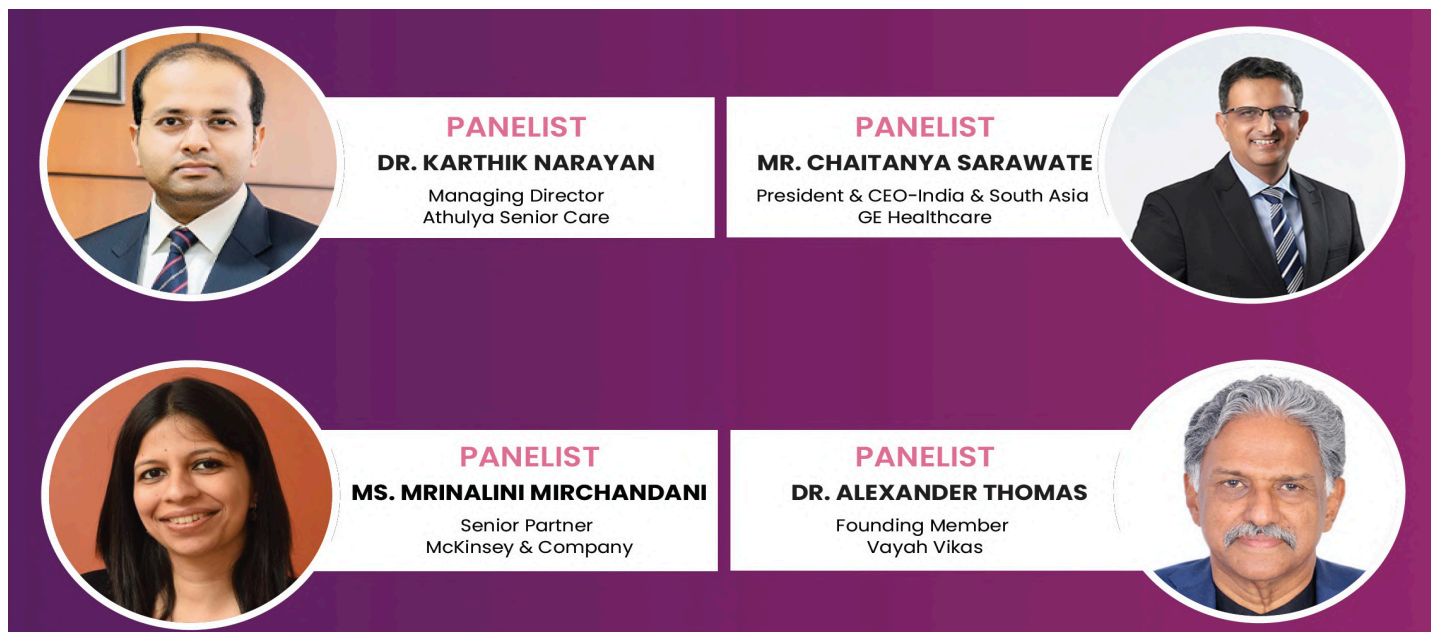 PANELIST
DR. KARTHIK NARAYAN
Managing Director
Athulya Senior Care
PANELIST
MR. CHAITANYA SARAWATE
President & CEO-India & South Asia
GE Healthcare
PANELIST
MS. MRINALINI MIRCHANDANI
Senior Partner
McKinsey & Company
PANELIST
DR. ALEXANDER THOMAS
Founding Member
Vayah Vikas